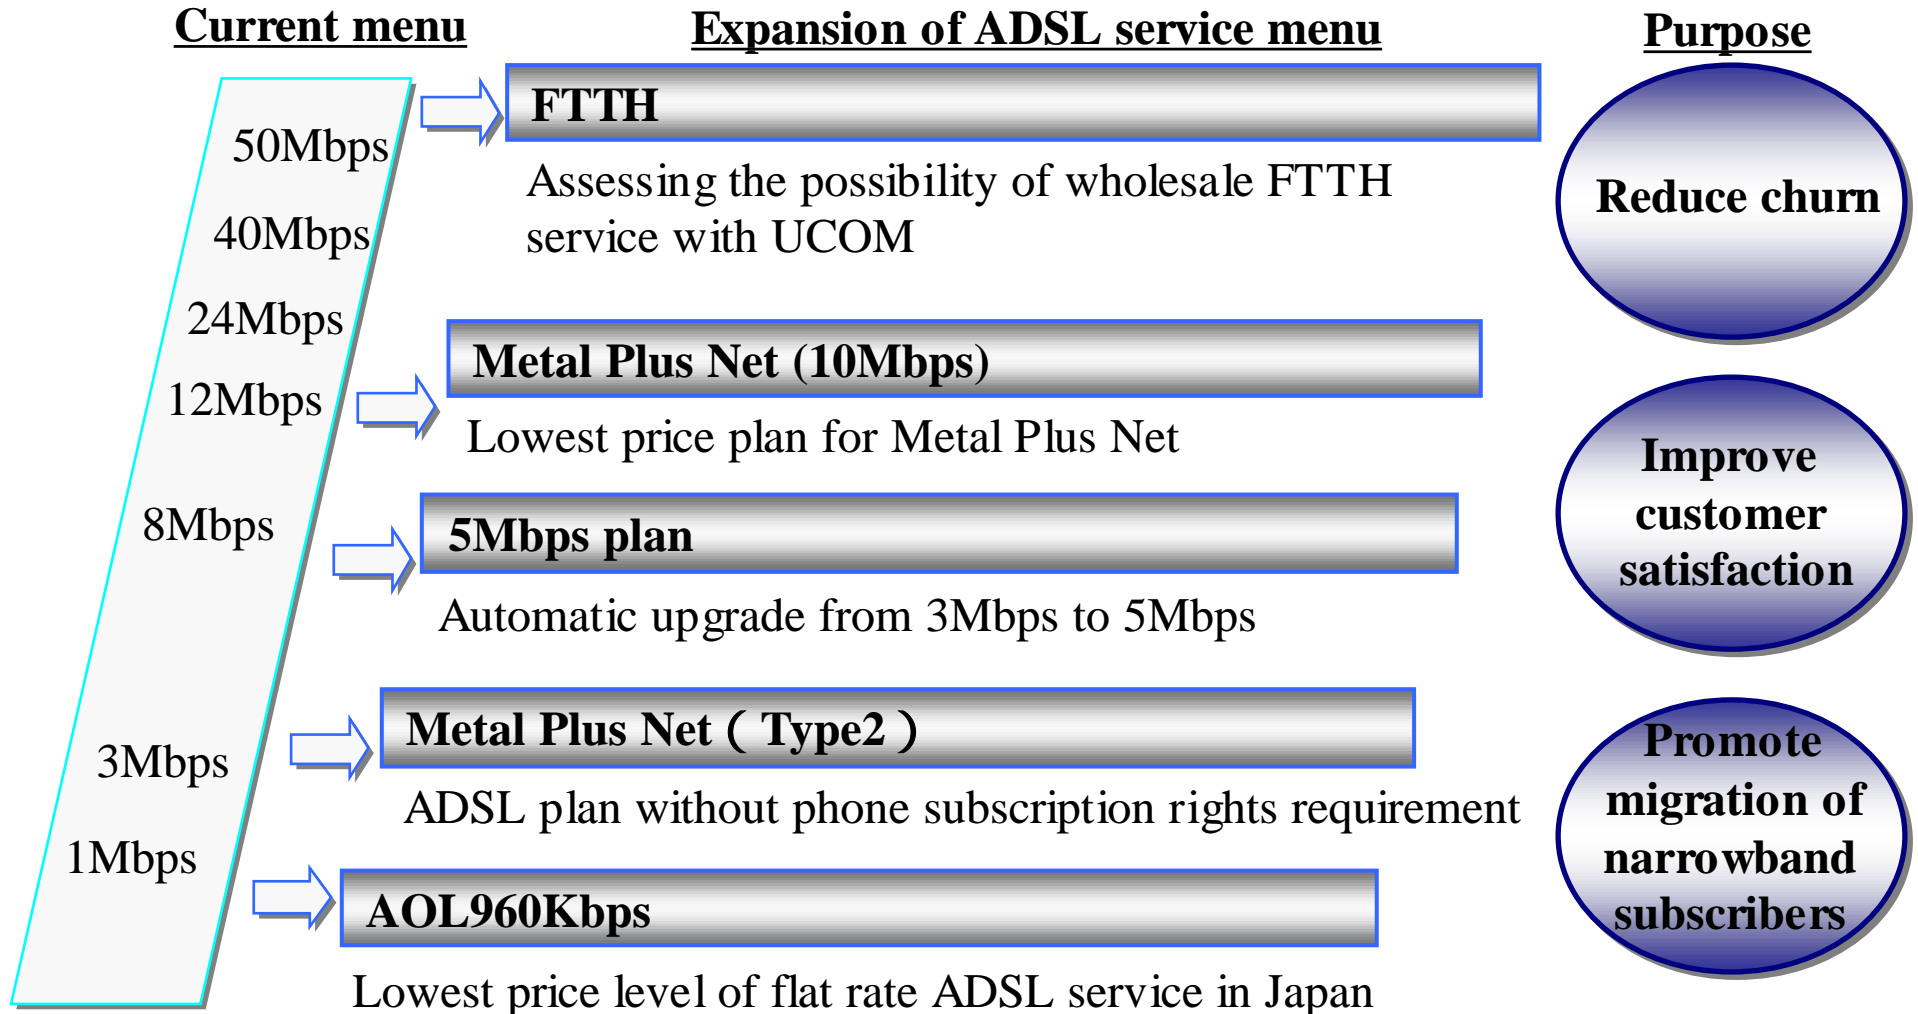 Current menu
Expansion of ADSL service menu
Purpose
50Mbps
40Mbps
24Mbps
12Mbps
8Mbps
3Mbps
1Mbps
FTTH
Assessing the possibility of wholesale FTTH
service with UCOM
Metal Plus Net (10Mbps)
Lowest price plan for Metal Plus Net
5Mbps plan
Automatic upgrade from 3Mbps to 5Mbps
Metal Plus Net（Type2）
ADSL plan without phone subscription rights requirement
AOL960Kbps
Lowest price level of flat rate ADSL service in Japan
Reduce churn
Improve
customer
satisfaction
Promote
migration of
narrowband
subscribers